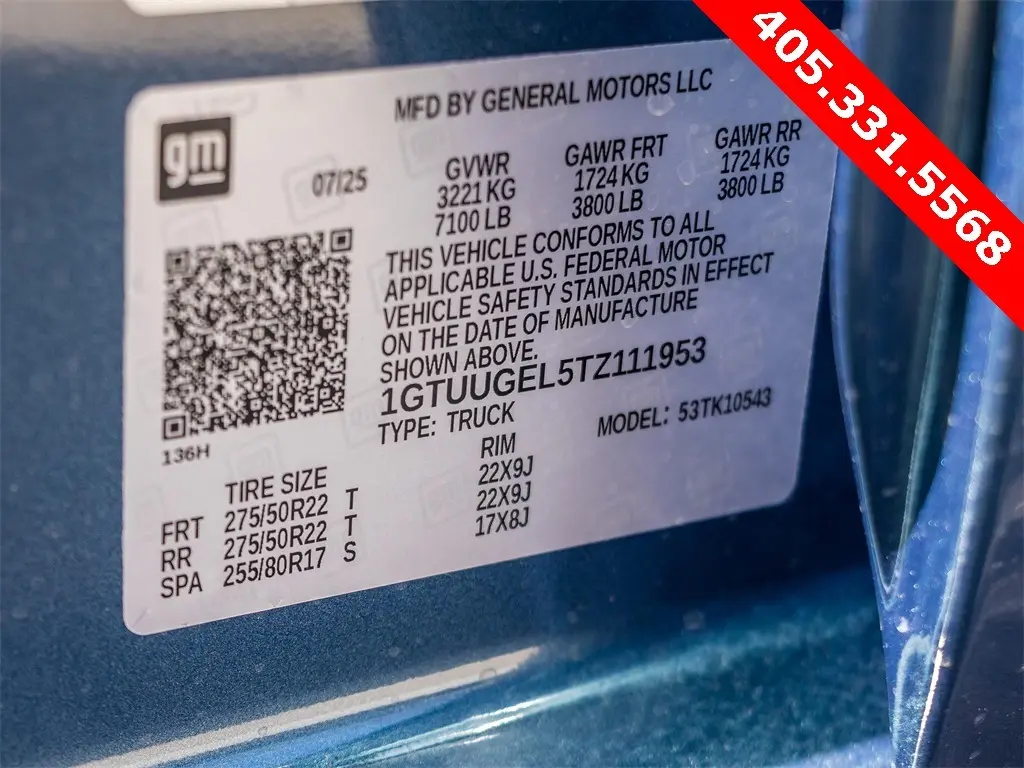 405.331.5568
MFD BY GENERAL MOTORS LLC
gm
07/25
GVWR GAWR FRT GAWR RR
3221 KG 1724 KG 1724 KG
7100 LB 3800 LB 3800 LB
THIS VEHICLE CONFORMS TO ALL
APPLICABLE U.S. FEDERAL MOTOR
VEHICLE SAFETY STANDARDS IN EFFECT
ON THE DATE OF MANUFACTURE
SHOWN ABOVE.
1GTUUGEL5TZ111953
TYPE: TRUCK MODEL: 53TK10543
136H
TIRE SIZE RIM
FRT 275/50R22 T 22X9J
RR 275/50R22 T 22X9J
SPA 255/80R17 S 17X8J